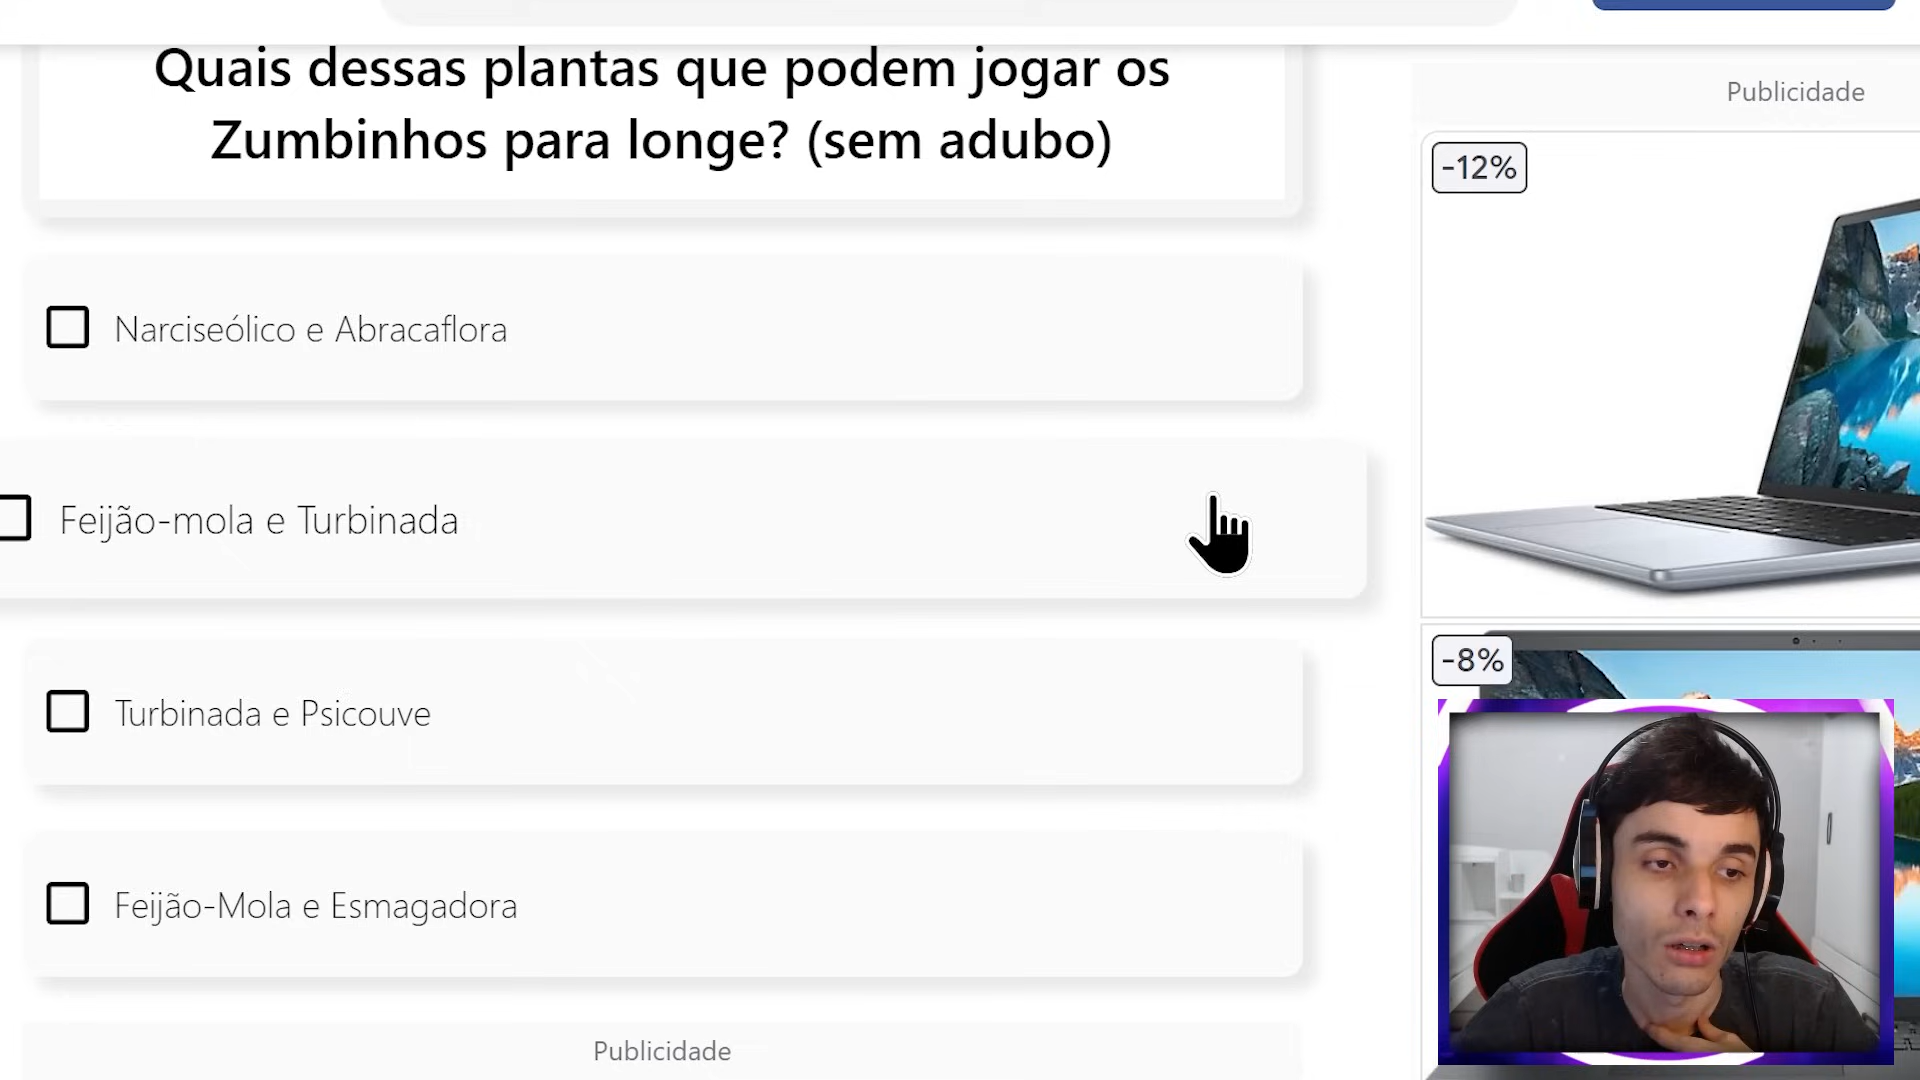 Quais dessas plantas que podem jogar os
Zumbinhos para longe? (sem adubo)
Narciseólico e Abracaflora
Feijão-mola e Turbinada
Turbinada e Psicouve
Feijão-Mola e Esmagadora
Publicidade
Publicidade
-12%
-8%